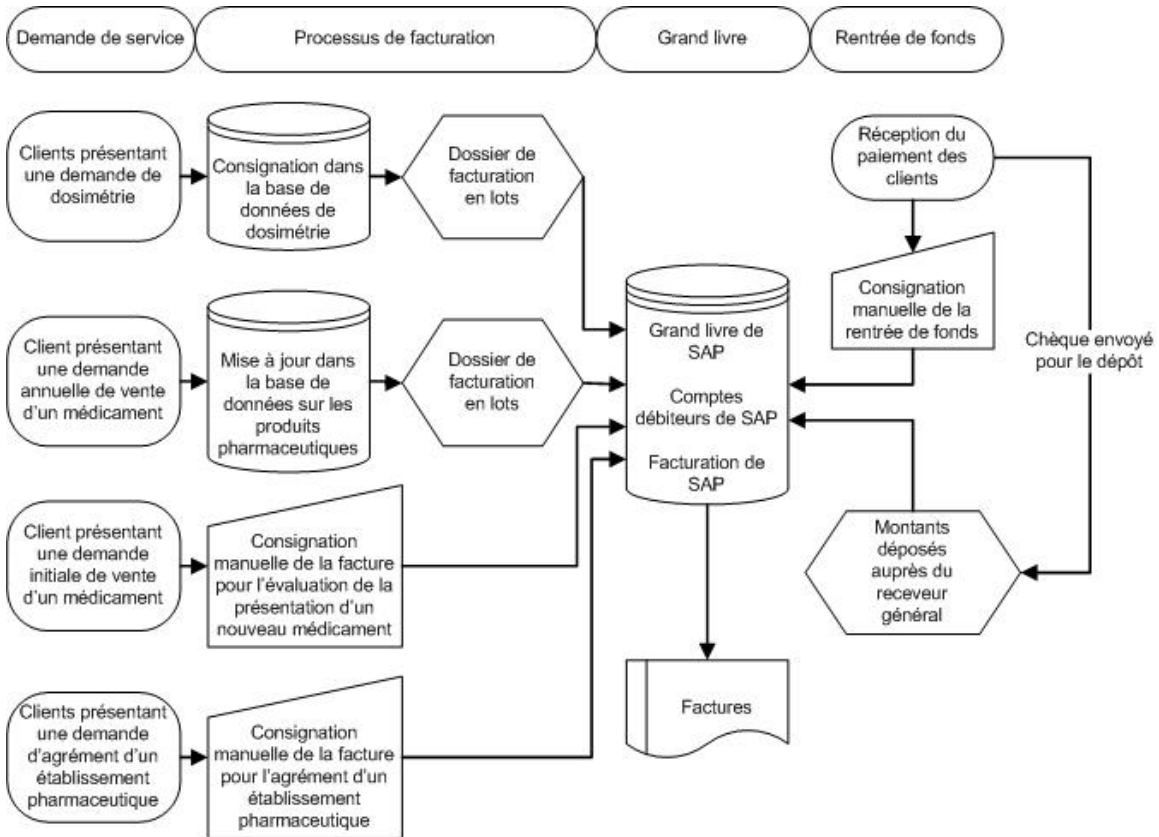 Demande de service
Processus de facturation
Grand livre
Rentrée de fonds
Clients présentant
une demande de
dosimétrie
Consignation dans
la base de
données de
dosimétrie
Dossier de
facturation
en lots
Réception du
paiement des
clients
Client présentant
une demande
annuelle de vente
d'un médicament
Mise à jour dans
la base de
données sur les
produits
pharmaceutiques
Dossier de
facturation
en lots
Grand livre de
SAP
Comptes
débiteurs de SAP
Facturation de
SAP
Consignation
manuelle de la
rentrée de fonds
Chèque envoyé
pour le dépôt
Client présentant
une demande
initiale de vente
d'un médicament
Consignation
manuelle de la facture
pour l'évaluation de la
présentation d'un
nouveau médicament
Montants
déposés
auprès du
receveur
général
Clients présentant
une demande
d'agrément d'un
établissement
pharmaceutique
Consignation
manuelle de la facture
pour l'agrément d'un
établissement
pharmaceutique
Factures